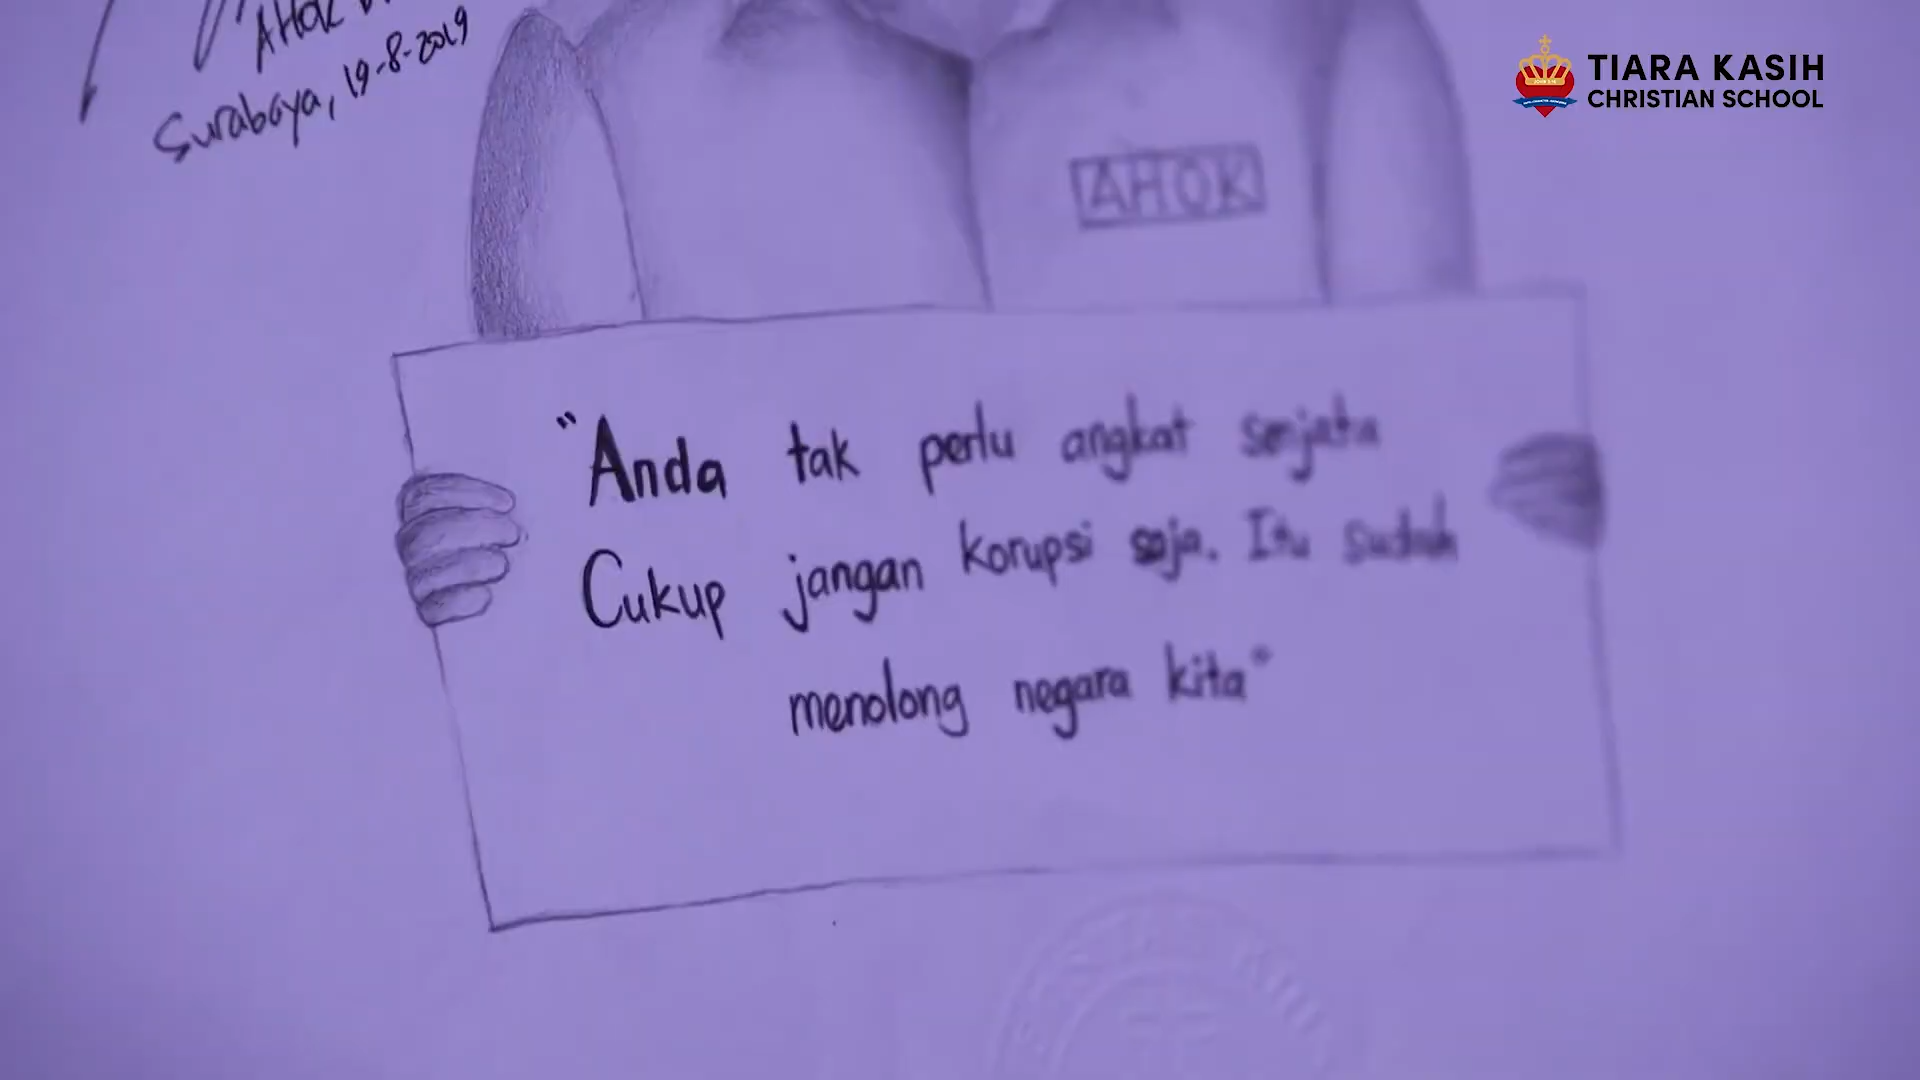 AHOK
Surabaya, 19-8-2019
TIARA KASIH
CHRISTIAN SCHOOL
AHOK
"Anda tak perlu angkat senjata
Cukup jangan korupsi saja. Itu sudah
menolong negara kita"